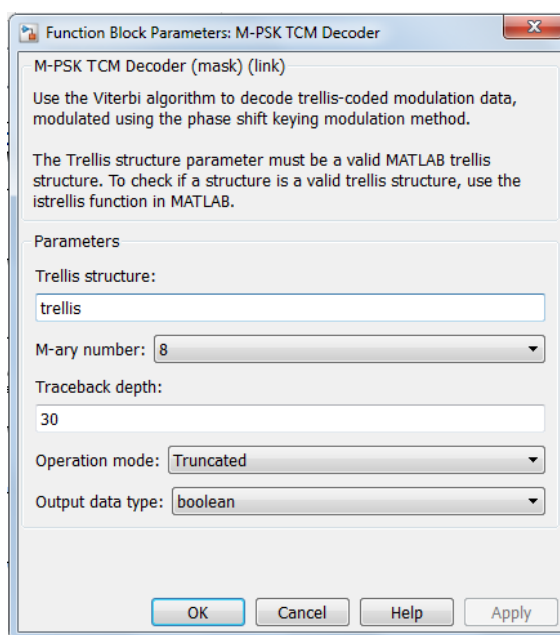 Function Block Parameters: M-PSK TCM Decoder
M-PSK TCM Decoder (mask) (link)
Use the Viterbi algorithm to decode trellis-coded modulation data,
modulated using the phase shift keying modulation method.
The Trellis structure parameter must be a valid MATLAB trellis
structure. To check if a structure is a valid trellis structure, use the
istrellis function in MATLAB.
Parameters
Trellis structure:
trellis
M-ary number: 8
Traceback depth:
30
Operation mode: Truncated
Output data type: boolean
OK Cancel Help Apply